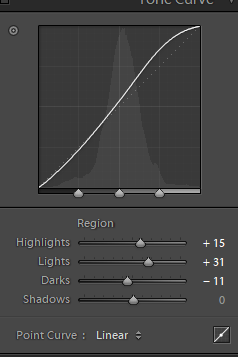 Tone Curve
Region
Highlights + 15
Lights + 31
Darks - 11
Shadows 0
Point Curve : Linear